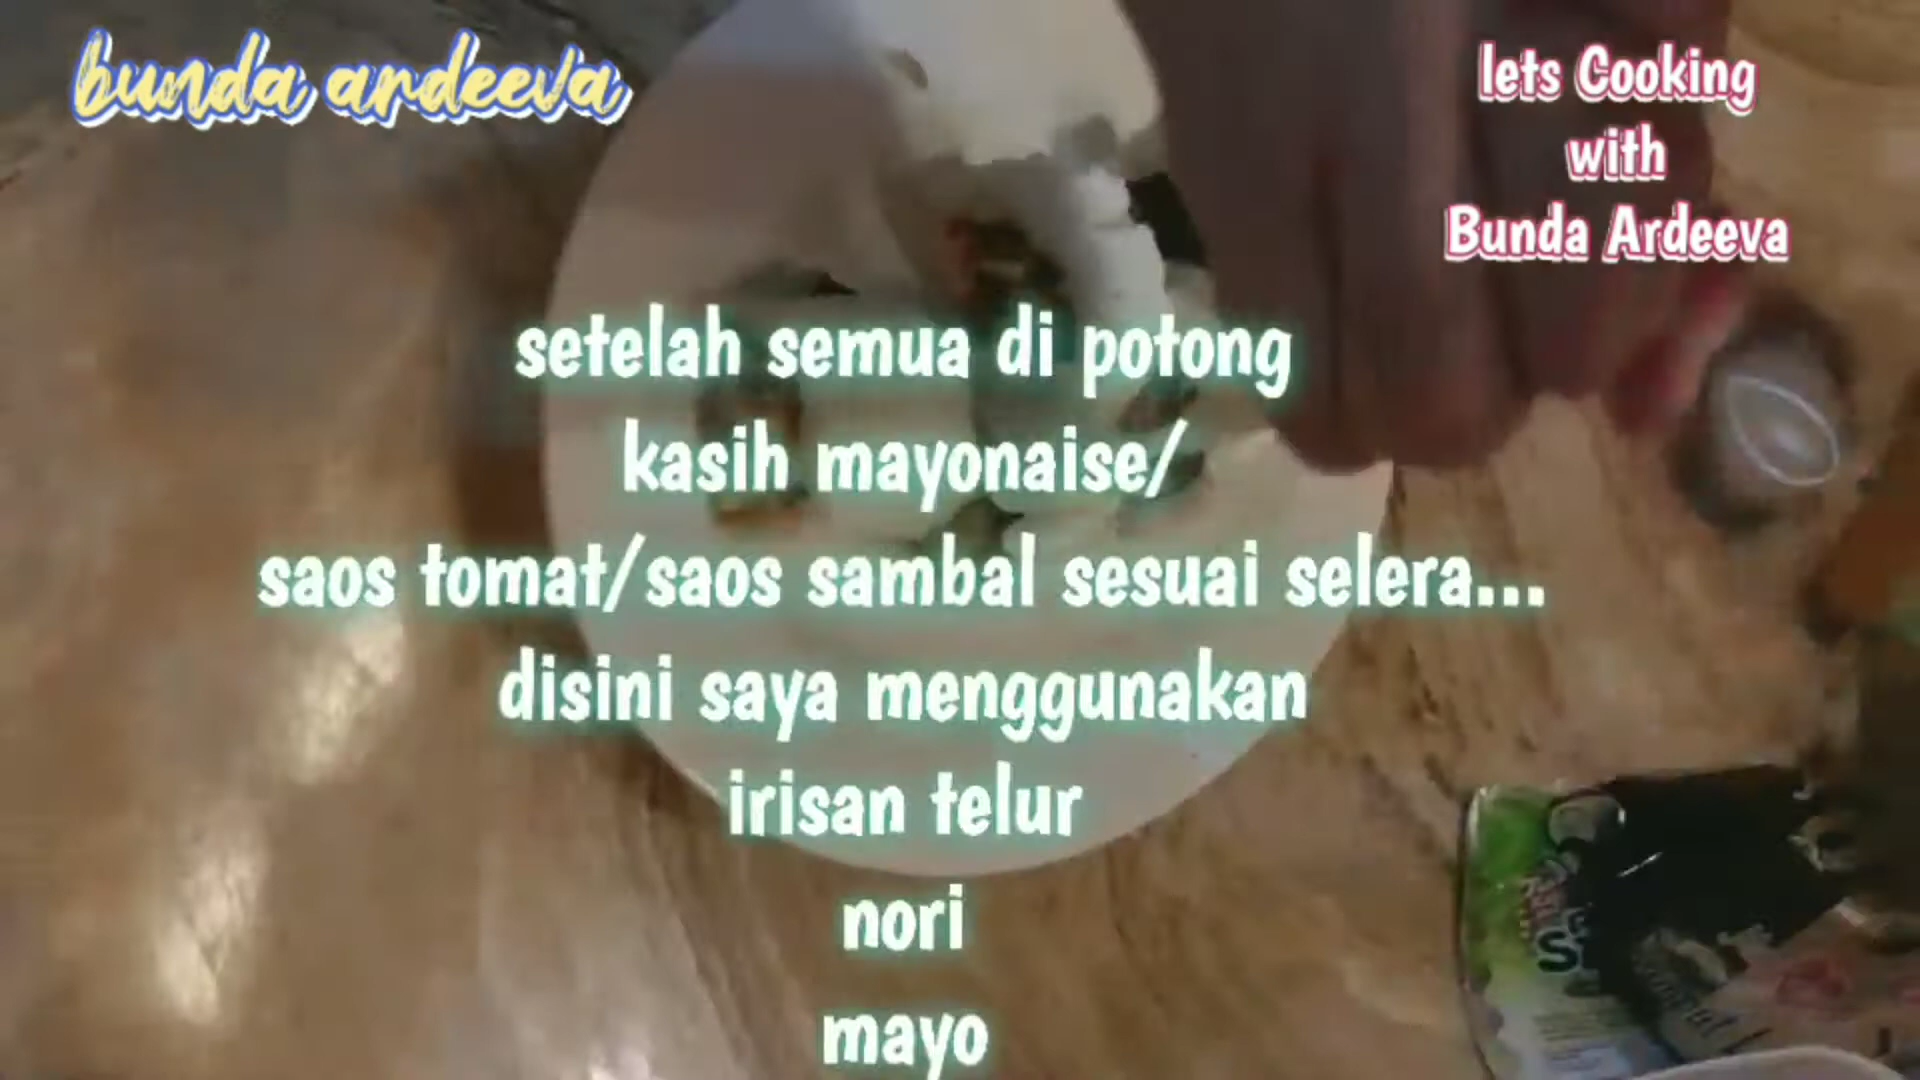 bunda ardeeva
lets Cooking
with
Bunda Ardeeva
setelah semua di potong
kasih mayonaise/
saos tomat/saos sambal sesuai selera...
disini saya menggunakan
irisan telur
nori
mayo